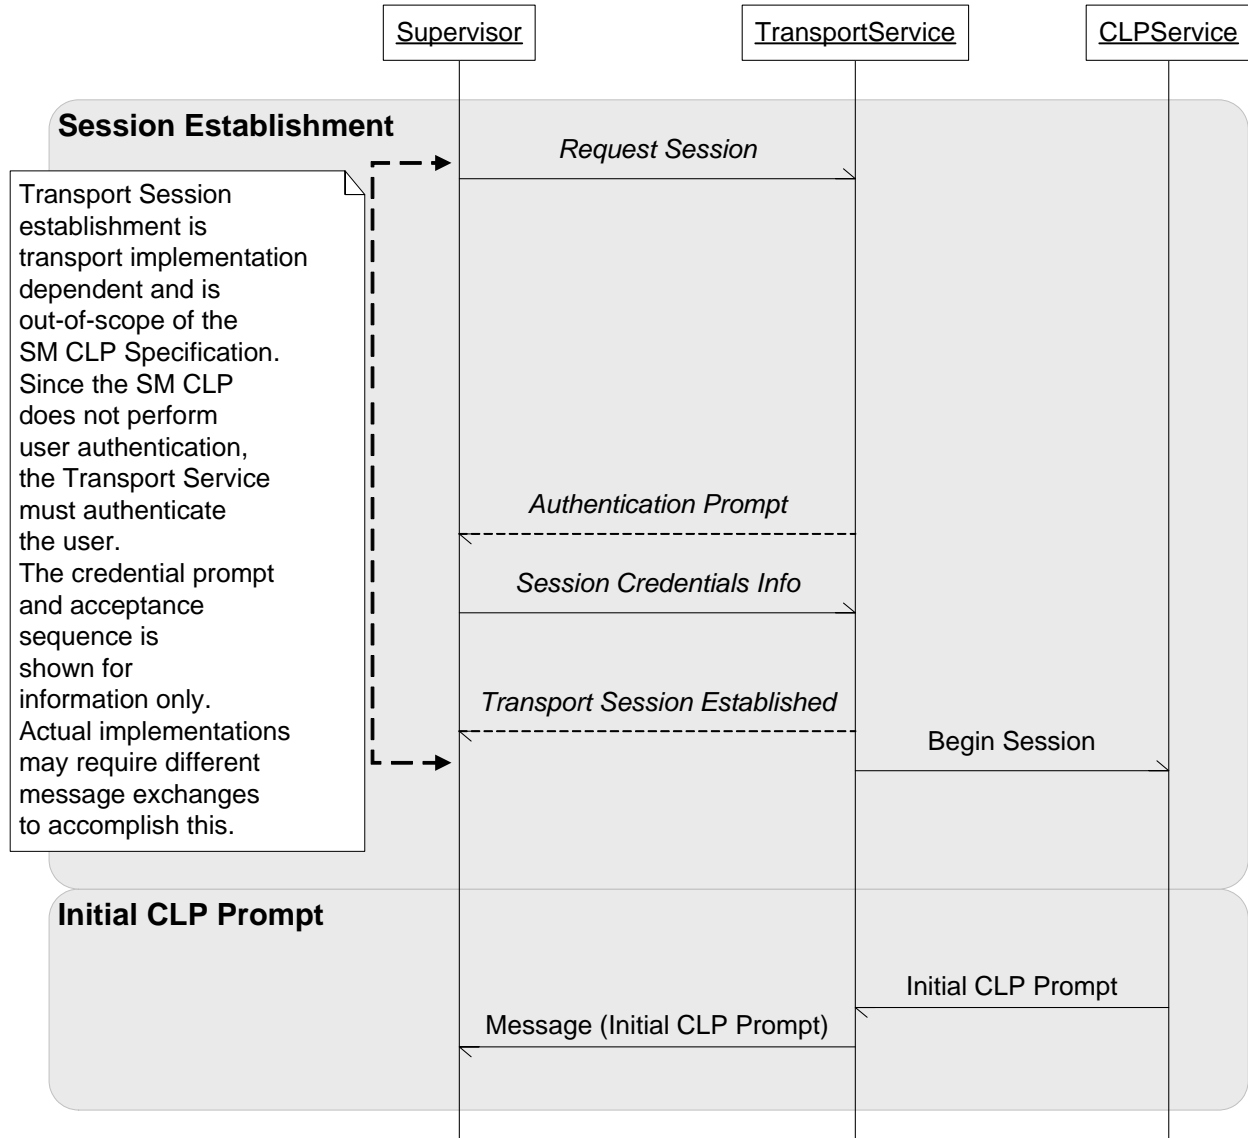 Supervisor
TransportService
CLPService
Session Establishment
Request Session
Transport Session
establishment is
transport implementation
dependent and is
out-of-scope of the
SM CLP Specification.
Since the SM CLP
does not perform
user authentication,
the Transport Service
must authenticate
the user.
The credential prompt
and acceptance
sequence is
shown for
information only.
Actual implementations
may require different
message exchanges
to accomplish this.
Authentication Prompt
Session Credentials Info
Transport Session Established
Begin Session
Initial CLP Prompt
Initial CLP Prompt
Message (Initial CLP Prompt)